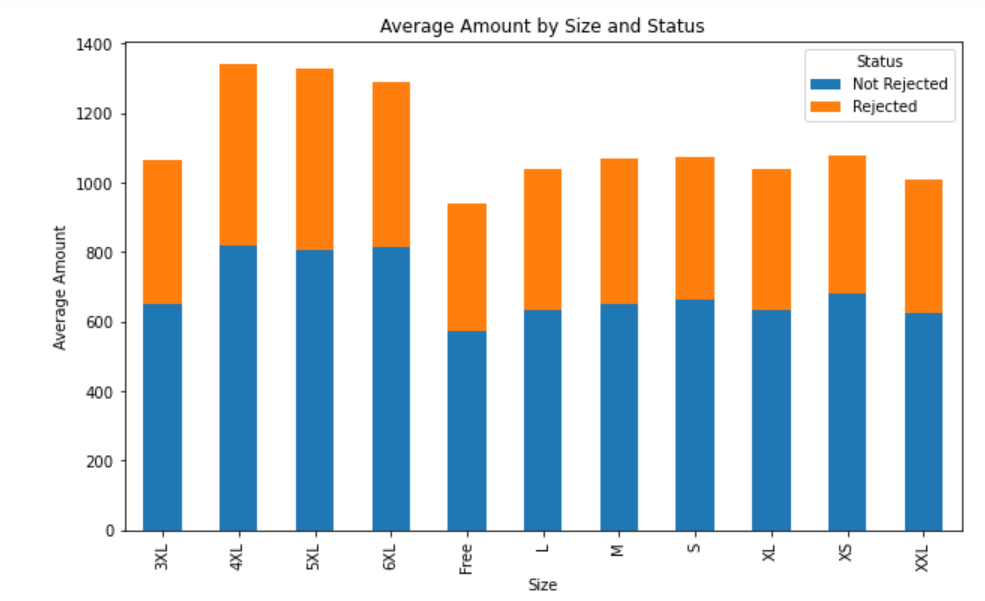 Average Amount by Size and Status
1400
1200
1000
800
600
400
200
0
Average Amount
Status
Not Rejected
Rejected
3XL
4XL
5XL
6XL
Free
L
M
S
XL
XS
XXL
Size